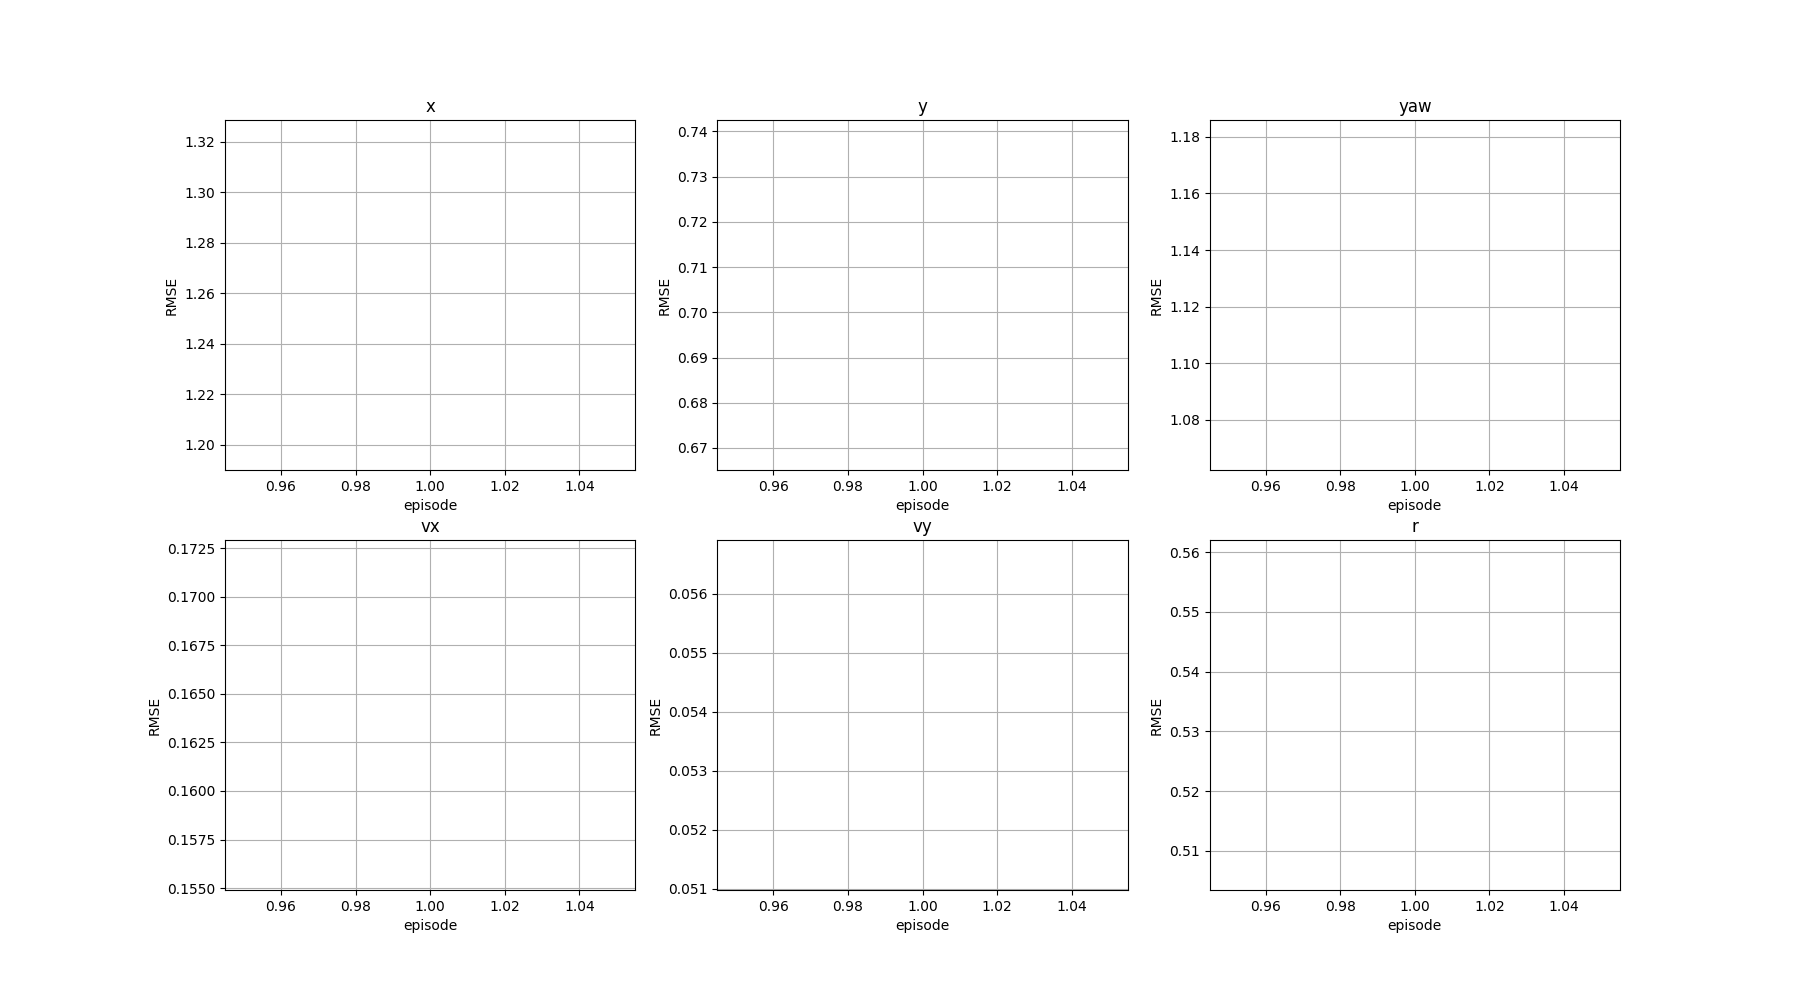 x
1.32
1.30
1.28
1.26
1.24
1.22
1.20
RMSE
0.96 0.98 1.00 1.02 1.04
episode
y
0.74
0.73
0.72
0.71
0.70
0.69
0.68
0.67
RMSE
0.96 0.98 1.00 1.02 1.04
episode
yaw
1.18
1.16
1.14
1.12
1.10
1.08
RMSE
0.96 0.98 1.00 1.02 1.04
episode
vx
0.1725
0.1700
0.1675
0.1650
0.1625
0.1600
0.1575
0.1550
RMSE
0.96 0.98 1.00 1.02 1.04
episode
vy
0.056
0.055
0.054
0.053
0.052
0.051
RMSE
0.96 0.98 1.00 1.02 1.04
episode
r
0.56
0.55
0.54
0.53
0.52
0.51
RMSE
0.96 0.98 1.00 1.02 1.04
episode